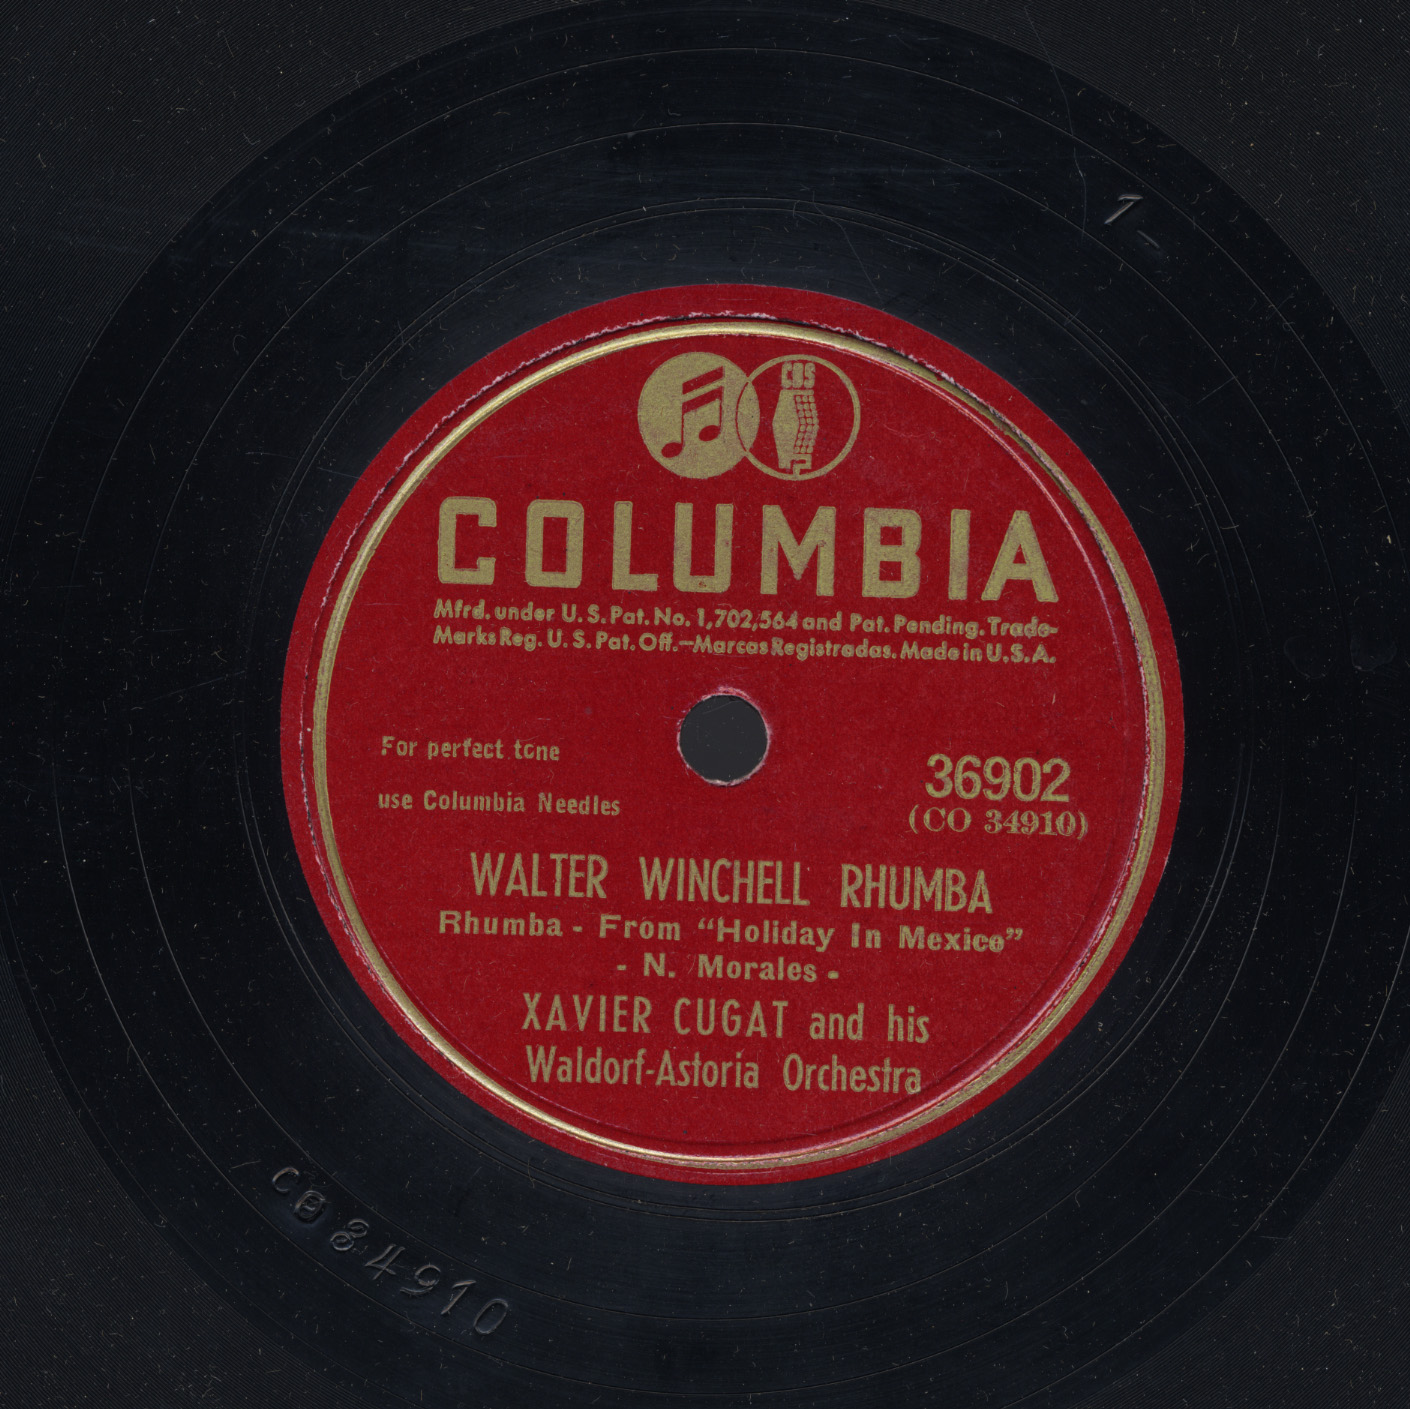 1-
CBS
COLUMBIA
Mfrd. under U. S. Pat. No. 1,702,564 and Pat. Pending. Trade-
Marks Reg. U. S. Pat. Off.—Marcas Registradas. Made in U.S.A.
For perfect tone
use Columbia Needles
36902
(CO 34910)
WALTER WINCHELL RHUMBA
Rhumba - From “Holiday In Mexico”
- N. Morales -
XAVIER CUGAT and his
Waldorf-Astoria Orchestra
CO34910